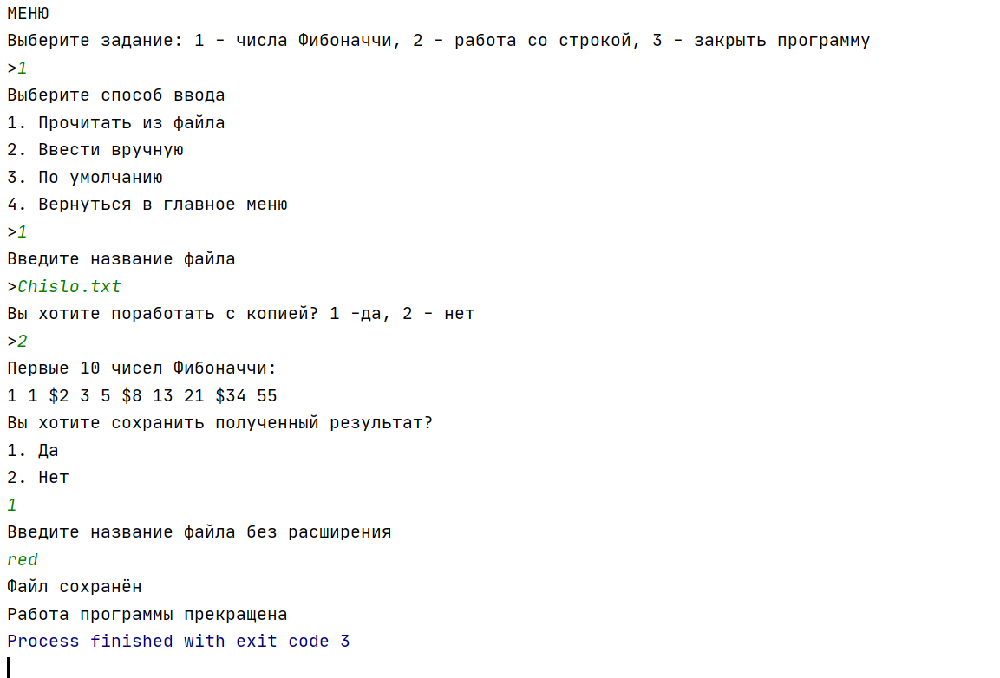 МЕНЮ
Выберите задание: 1 - числа Фибоначчи, 2 - работа со строкой, 3 - закрыть программу
>1
Выберите способ ввода
1. Прочитать из файла
2. Ввести вручную
3. По умолчанию
4. Вернуться в главное меню
>1
Введите название файла
>Chislo.txt
Вы хотите поработать с копией? 1 -да, 2 - нет
>2
Первые 10 чисел Фибоначчи:
1 1 $2 3 5 $8 13 21 $34 55
Вы хотите сохранить полученный результат?
1. Да
2. Нет
1
Введите название файла без расширения
red
Файл сохранён
Работа программы прекращена
Process finished with exit code 3